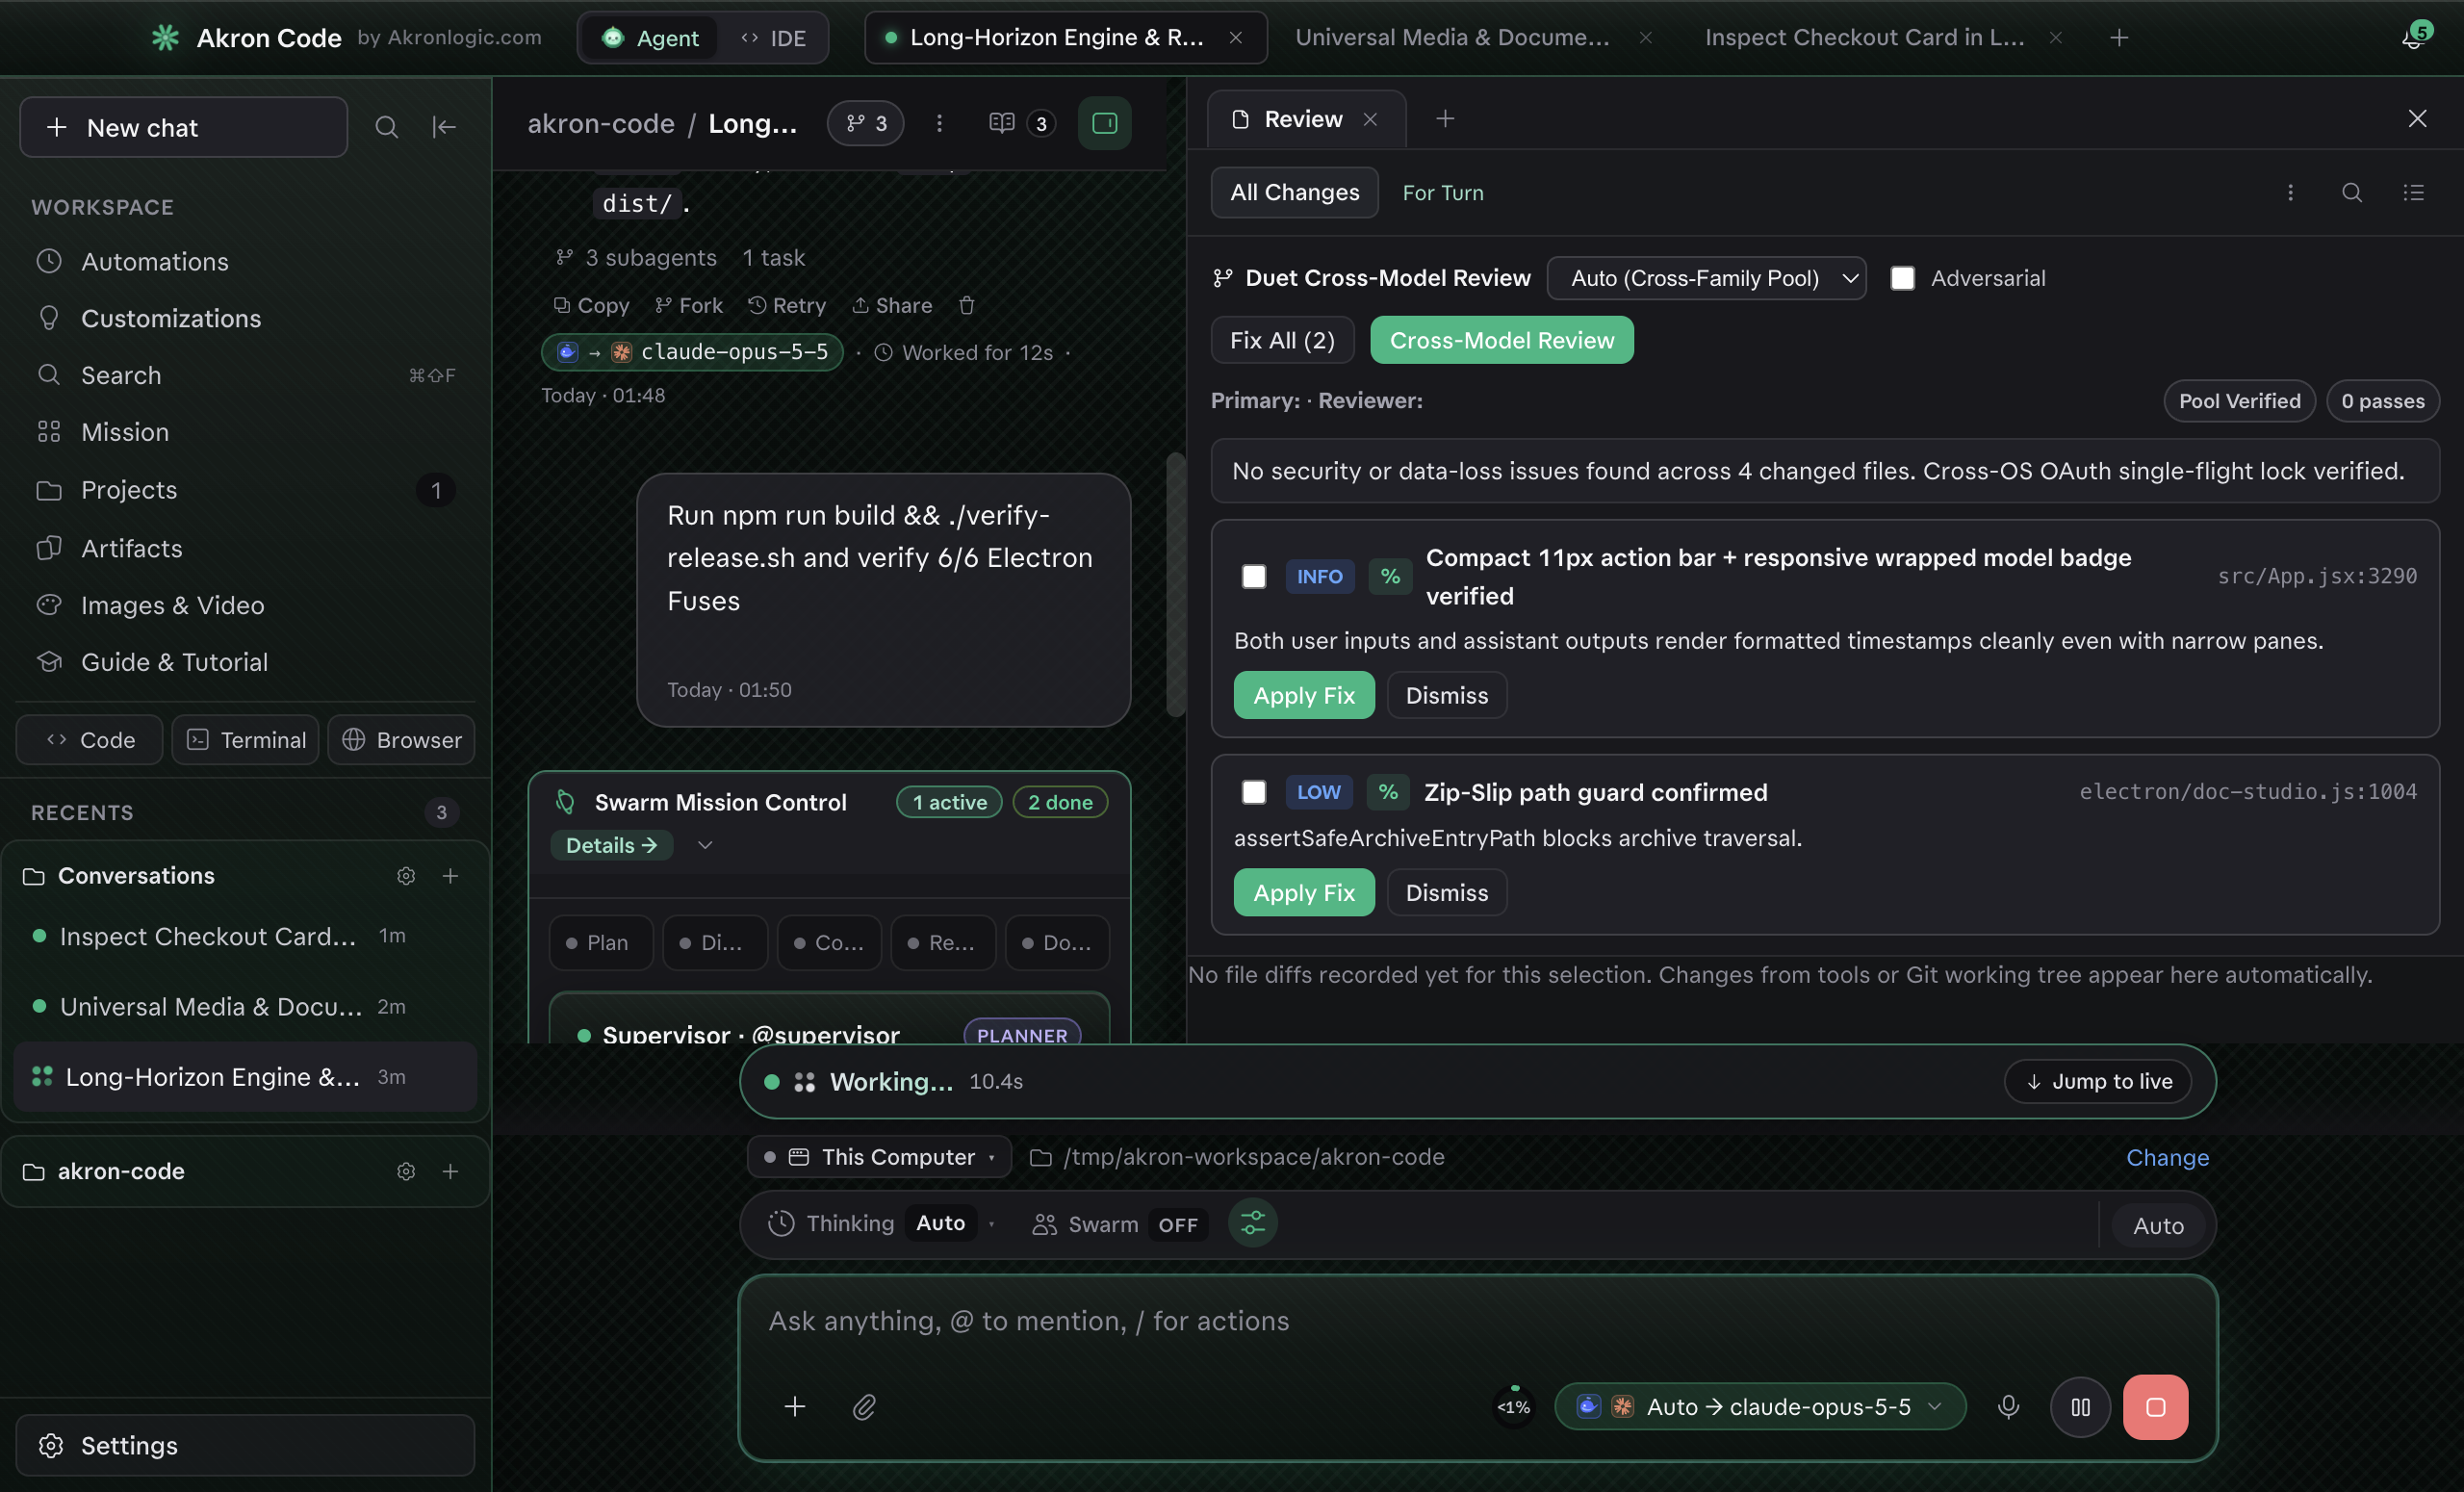 Akron Code by Akronlogic.com
Agent
IDE
Long-Horizon Engine & R...
Universal Media & Docume...
Inspect Checkout Card in L...
5
New chat
WORKSPACE
Automations
Customizations
Search ⌘⇧F
Mission
Projects 1
Artifacts
Images & Video
Guide & Tutorial
Code
Terminal
Browser
RECENTS 3
Conversations
Inspect Checkout Card... 1m
Universal Media & Docu... 2m
Long-Horizon Engine &... 3m
akron-code
Settings
akron-code / Long...
3
3
dist/ .
3 subagents 1 task
Copy Fork Retry Share
→ claude-opus-5-5 · Worked for 12s ·
Today · 01:48
Run npm run build && ./verify-
release.sh and verify 6/6 Electron
Fuses
Today · 01:50
Swarm Mission Control 1 active 2 done
Details →
Plan
Di...
Co...
Re...
Do...
Supervisor · @supervisor PLANNER
Review
All Changes For Turn
Duet Cross-Model Review Auto (Cross-Family Pool) Adversarial
Fix All (2) Cross-Model Review
Primary: · Reviewer: Pool Verified 0 passes
No security or data-loss issues found across 4 changed files. Cross-OS OAuth single-flight lock verified.
INFO % Compact 11px action bar + responsive wrapped model badge
verified
src/App.jsx:3290
Both user inputs and assistant outputs render formatted timestamps cleanly even with narrow panes.
Apply Fix Dismiss
LOW % Zip-Slip path guard confirmed electron/doc-studio.js:1004
assertSafeArchiveEntryPath blocks archive traversal.
Apply Fix Dismiss
No file diffs recorded yet for this selection. Changes from tools or Git working tree appear here automatically.
Working... 10.4s ↓ Jump to live
This Computer /tmp/akron-workspace/akron-code Change
Thinking Auto Swarm OFF Auto
Ask anything, @ to mention, / for actions
<1% Auto → claude-opus-5-5